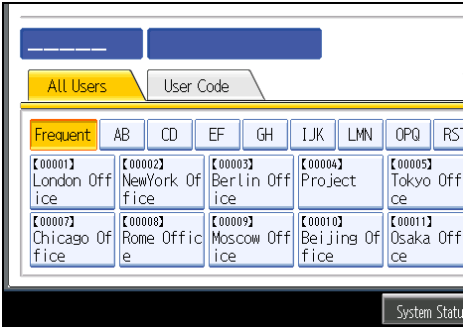 _____
All Users User Code
Frequent AB CD EF GH IJK LMN OPQ RST
【00001】 【00002】 【00003】 【00004】 【00005】
London Off NewYork Of Berlin Off Project Tokyo Off
ice fice ice ce
【00007】 【00008】 【00009】 【00010】 【00011】
Chicago Of Rome Offic Moscow Off Beijing Of Osaka Off
fice e ice fice ce
System Statu